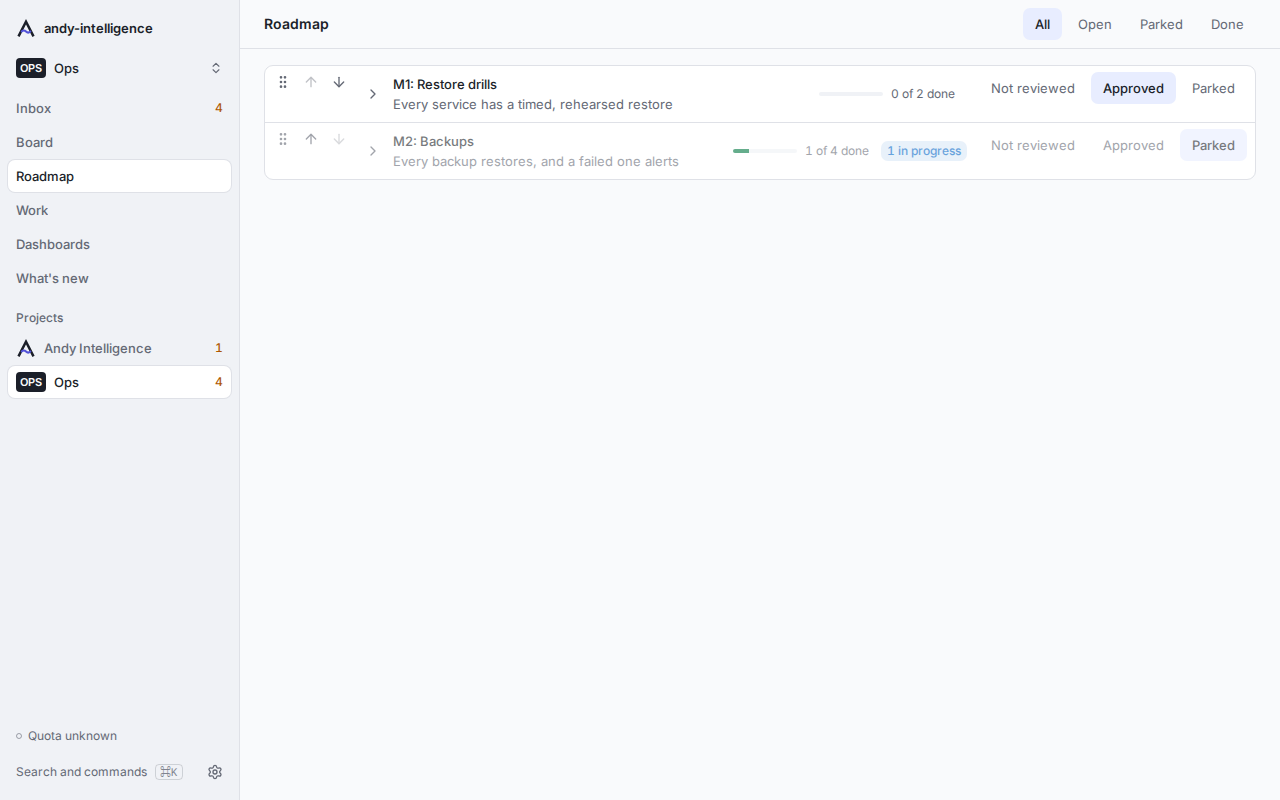 andy-intelligence
OPS Ops
Inbox 4
Board
Roadmap
Work
Dashboards
What's new
Projects
Andy Intelligence 1
OPS Ops 4
Quota unknown
Search and commands ⌘K
Roadmap
All Open Parked Done
M1: Restore drills
Every service has a timed, rehearsed restore
0 of 2 done
Not reviewed Approved Parked
M2: Backups
Every backup restores, and a failed one alerts
1 of 4 done 1 in progress
Not reviewed Approved Parked